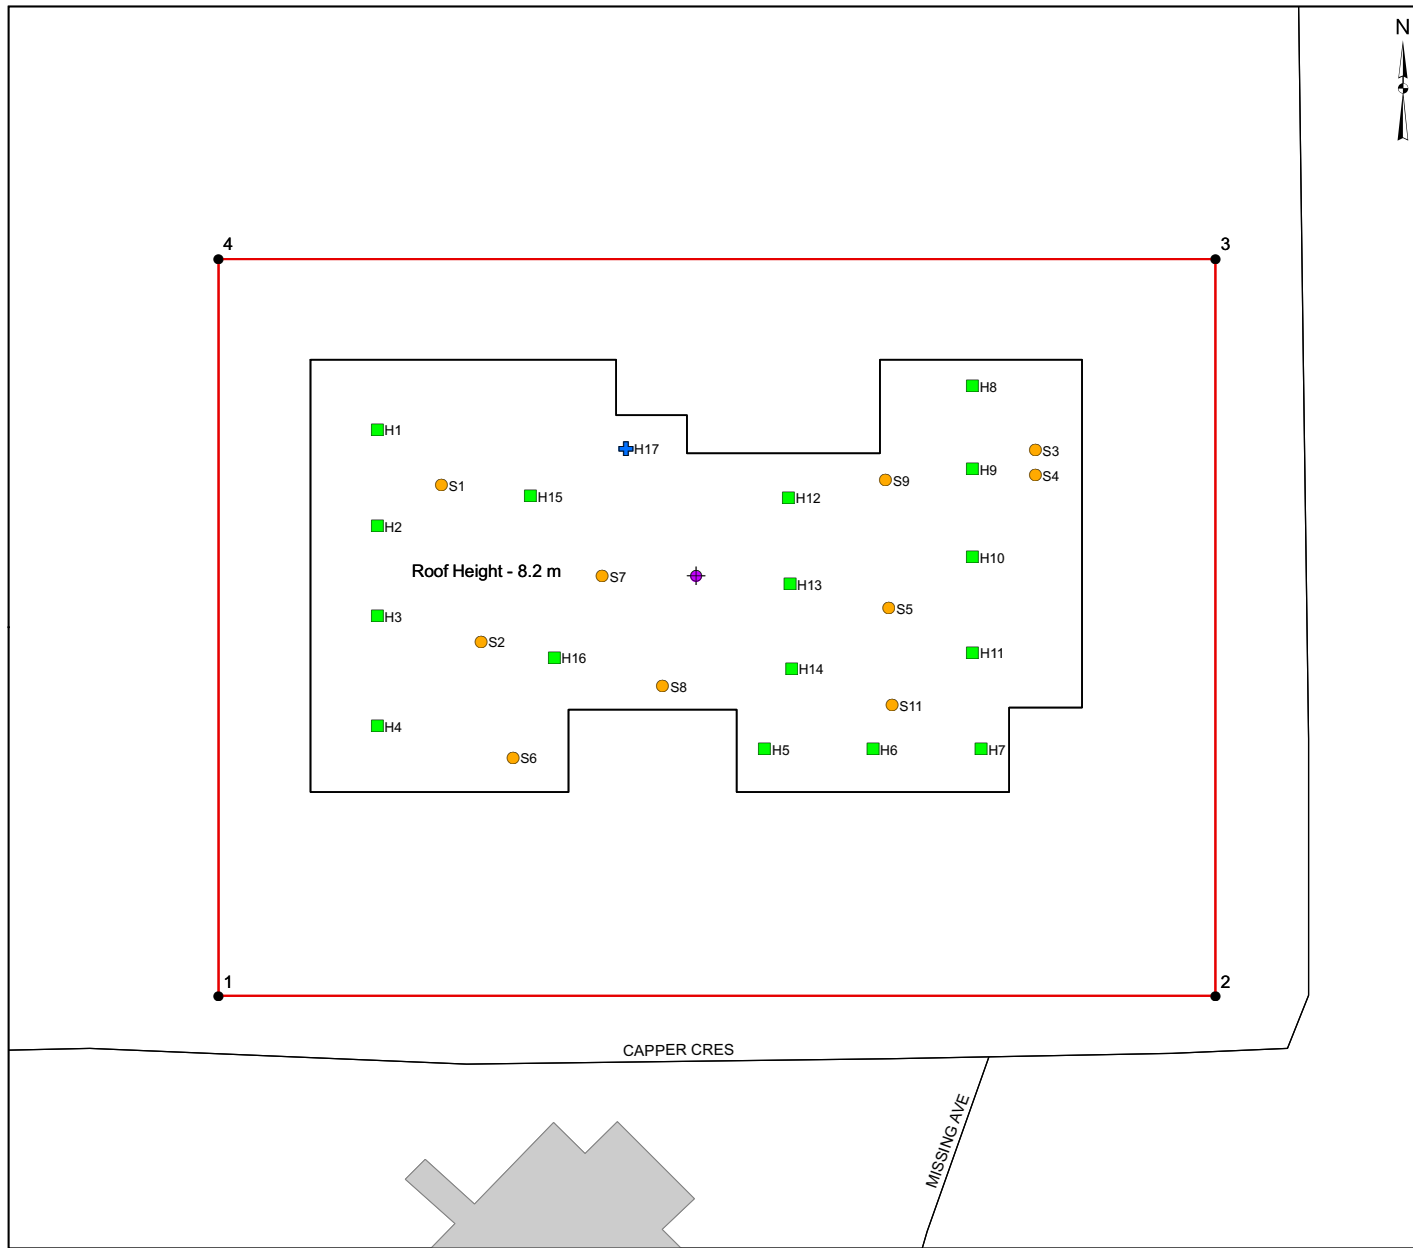 N
4
3
H8
H1
H17
S3
H9
S4
S9
S1
H15
H12
H2
H10
Roof Height - 8.2 m
S7
H13
S5
H3
S2
H16
H11
H14
S8
S11
H4
H5
H6
H7
S6
1
2
CAPPER CRES
MISSING AVE